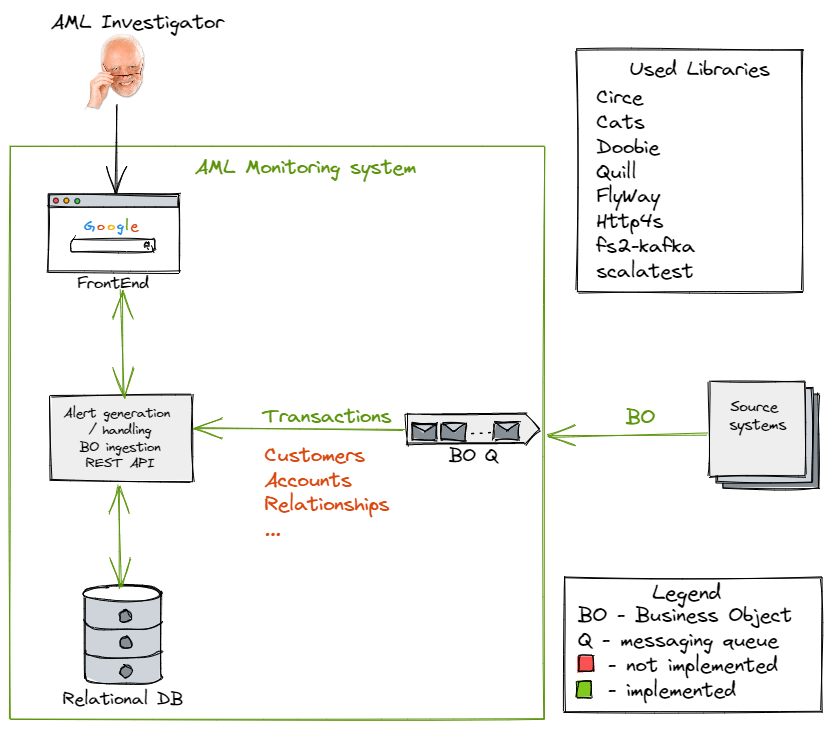 AML Investigator
Used Libraries
Circe
Cats
Doobie
Quill
FlyWay
Http4s
fs2-kafka
scalatest
AML Monitoring system
Google
FrontEnd
Alert generation
/ handling
BO ingestion
REST API
Transactions
Customers
Accounts
Relationships
...
...
BO Q
BO
Source
systems
Relational DB
Legend
BO - Business Object
Q - messaging queue
- not implemented
- implemented